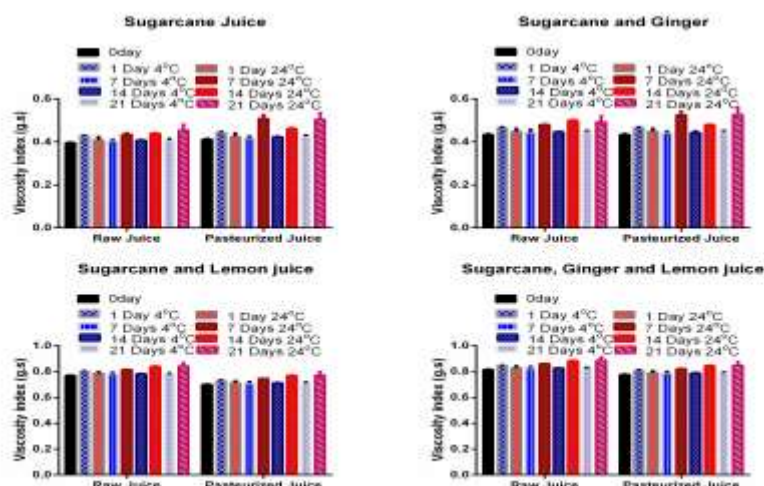 Sugarcane Juice
0day
1 Day 4°C
1 Day 24°C
7 Days 4°C
7 Days 24°C
14 Days 4°C
14 Days 24°C
21 Days 4°C
21 Days 24°C
Viscosity index (g.s)
0.6
0.4
0.2
0.0
Raw Juice
Pasteurized Juice
Sugarcane and Ginger
0day
1 Day 4°C
1 Day 24°C
7 Days 4°C
7 Days 24°C
14 Days 4°C
14 Days 24°C
21 Days 4°C
21 Days 24°C
Viscosity index (g.s)
0.6
0.4
0.2
0.0
Raw Juice
Pasteurized Juice
Sugarcane and Lemon juice
0day
1 Day 4°C
1 Day 24°C
7 Days 4°C
7 Days 24°C
14 Days 4°C
14 Days 24°C
21 Days 4°C
21 Days 24°C
Viscosity index (g.s)
1.0
0.8
0.6
0.4
0.2
0.0
Raw Juice
Pasteurized Juice
Sugarcane, Ginger and Lemon juice
0day
1 Day 4°C
1 Day 24°C
7 Days 4°C
7 Days 24°C
14 Days 4°C
14 Days 24°C
21 Days 4°C
21 Days 24°C
Viscosity index (g.s)
1.0
0.8
0.6
0.4
0.2
0.0
Raw Juice
Pasteurized Juice